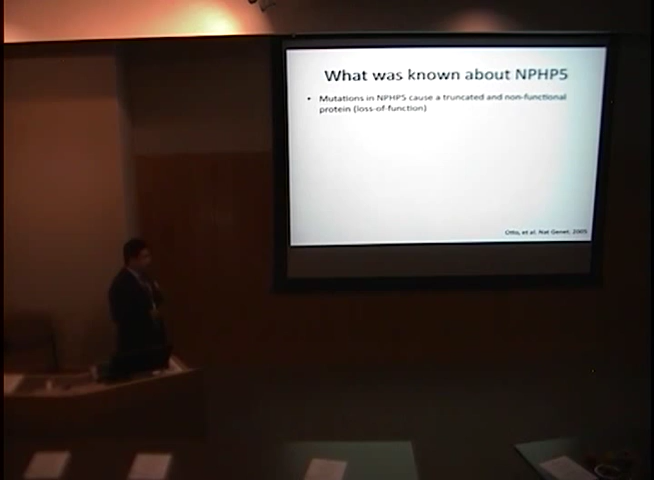 What was known about NPHP5
• Mutations in NPHP5 cause a truncated and non-functional
protein (loss-of-function)
Otto, et al. Nat Genet, 2005